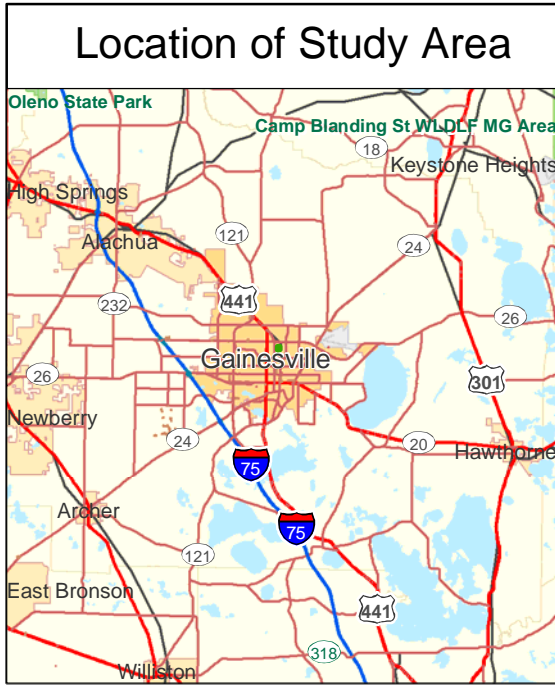 Location of Study Area
Oleno State Park
Camp Blanding St WLDLF MG Area
18
Keystone Heights
High Springs
121
Alachua
24
232
441
26
Gainesville
26
301
Newberry
24
20
Hawthorne
75
Archer
75
121
East Bronson
441
318
Williston